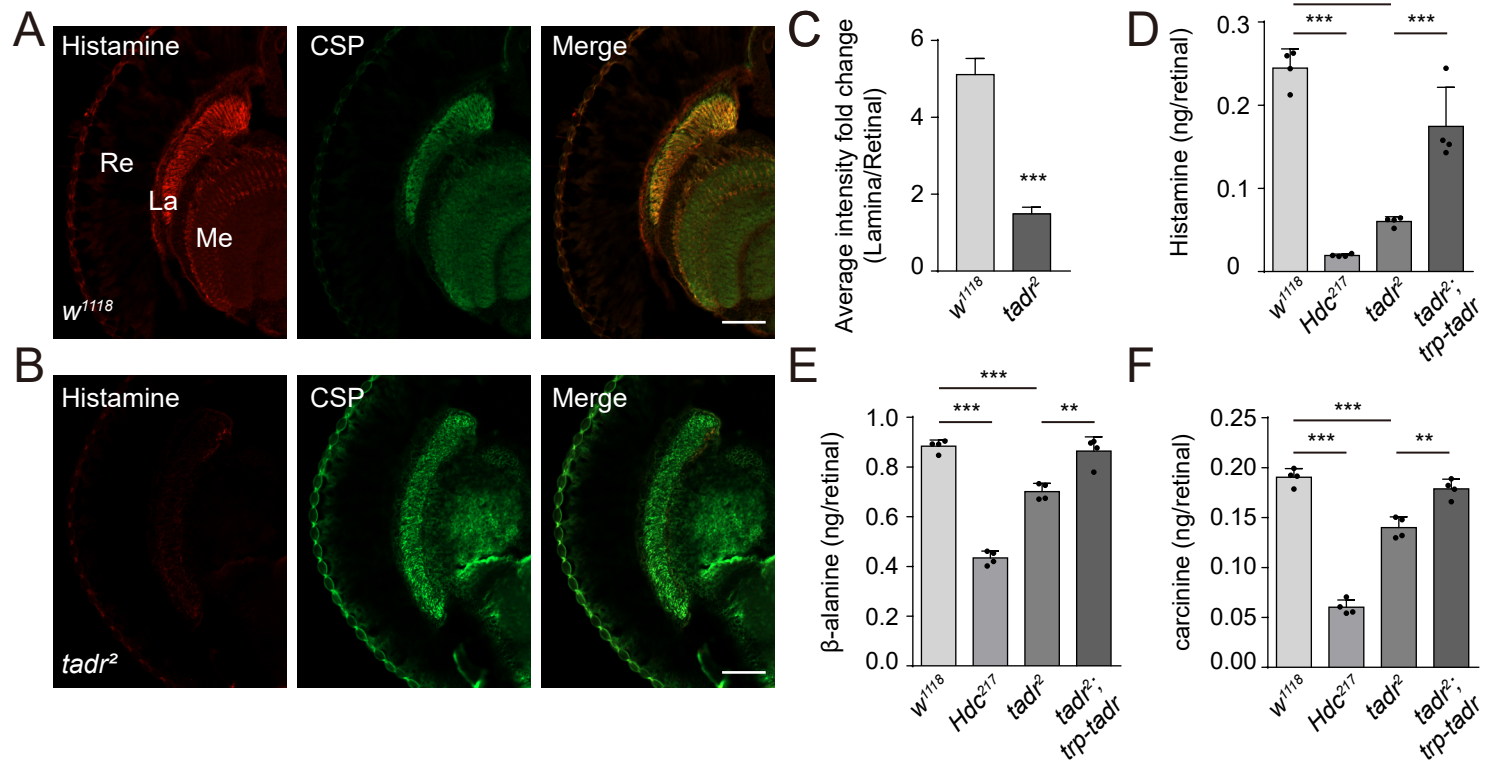 A
Histamine
CSP
Merge
Re
La
Me
w¹¹¹⁸
B
Histamine
CSP
Merge
tadr²
C
Average intensity fold change
(Lamina/Retinal)
6
4
2
0
***
w¹¹¹⁸
tadr²
D
Histamine (ng/retinal)
0.3
0.2
0.1
0
***
***
w¹¹¹⁸
Hdc²¹⁷
tadr²
tadr²;
trp-tadr
E
β-alanine (ng/retinal)
1.0
0.8
0.6
0.4
0.2
0.0
***
***
**
w¹¹¹⁸
Hdc²¹⁷
tadr²
tadr²;
trp-tadr
F
carcinine (ng/retinal)
0.25
0.20
0.15
0.10
0.05
0.00
***
***
**
w¹¹¹⁸
Hdc²¹⁷
tadr²
tadr²;
trp-tadr